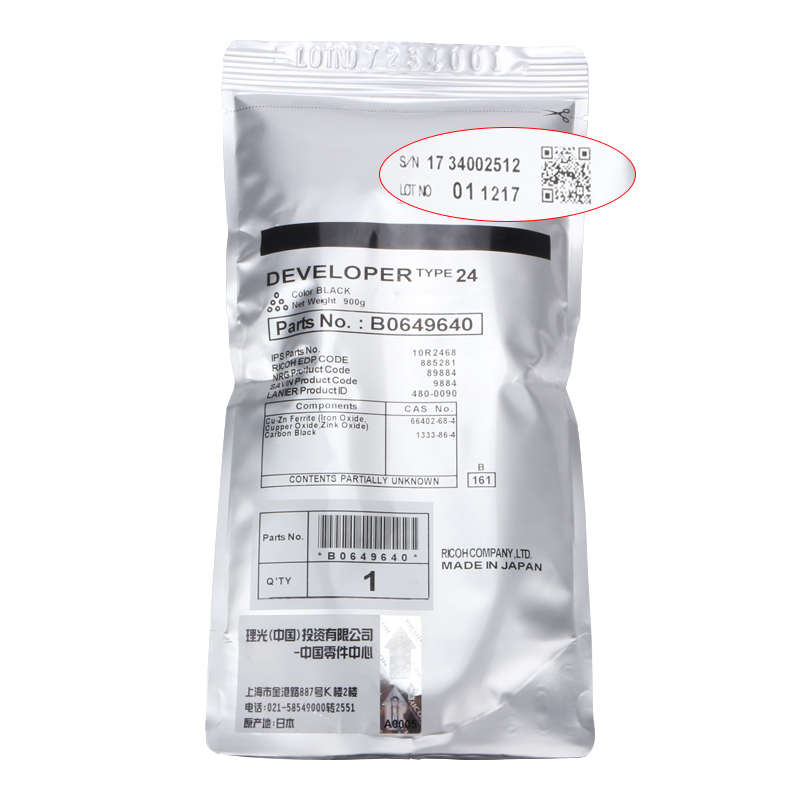 LOTNO 7234001
S/N 17 34002512
LOT NO 01 1217
DEVELOPER TYPE 24
Color BLACK
Net Weight 900g
Parts No. : B0649640
IPS Parts No. 10R2468
RICOH EDP CODE 885281
NRG Product Code 89884
SAVIN Product Code 9884
LANIER Product ID 480-0090
Components CAS No.
Cu-Zn Ferrite (Iron Oxide, 66402-68-4
Cupper Oxide,Zink Oxide)
Carbon Black 1333-86-4
CONTENTS PARTIALLY UNKNOWN
B
161
Parts No.
*B0649640*
Q'TY 1
RICOH COMPANY,LTD.
MADE IN JAPAN
理光(中国)投资有限公司
-中国零件中心
上海市金港路887号K楼2楼
电话:021-58549000转2551
原产地:日本
A0005